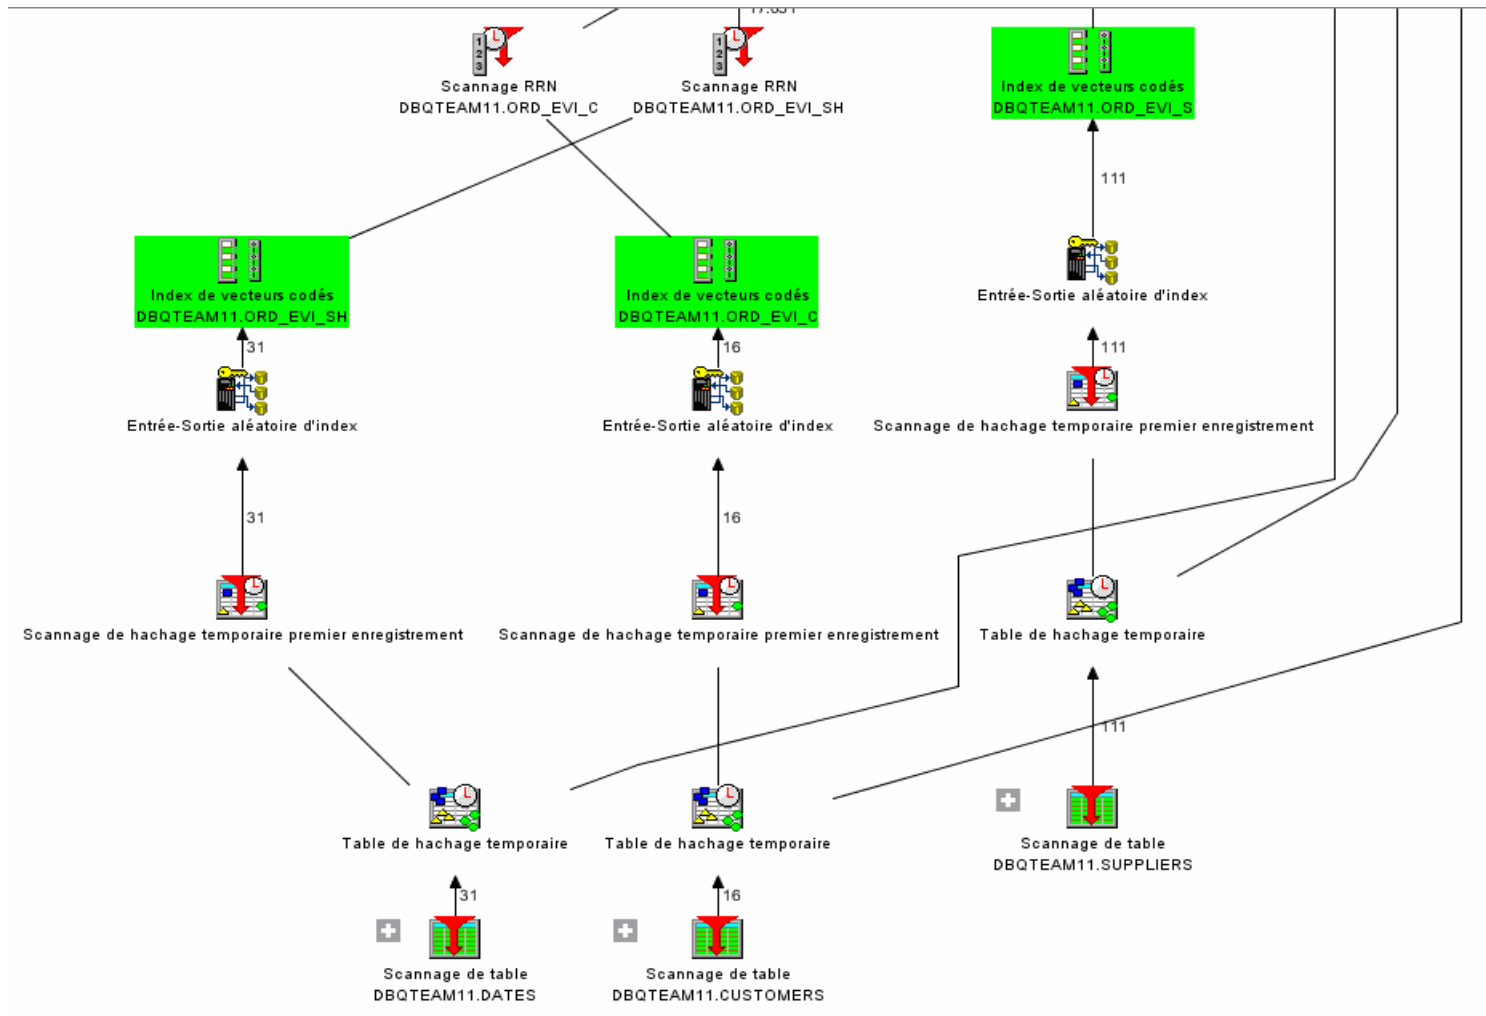 Scannage RRN
DBQTEAM11.ORD_EVI_C
Scannage RRN
DBQTEAM11.ORD_EVI_SH
Index de vecteurs codés
DBQTEAM11.ORD_EVI_S
111
Entrée-Sortie aléatoire d'index
Index de vecteurs codés
DBQTEAM11.ORD_EVI_SH
Index de vecteurs codés
DBQTEAM11.ORD_EVI_C
31
16
111
Entrée-Sortie aléatoire d'index
Entrée-Sortie aléatoire d'index
Scannage de hachage temporaire premier enregistrement
31
16
Scannage de hachage temporaire premier enregistrement
Scannage de hachage temporaire premier enregistrement
Table de hachage temporaire
111
Table de hachage temporaire
Table de hachage temporaire
Scannage de table
DBQTEAM11.SUPPLIERS
31
16
Scannage de table
DBQTEAM11.DATES
Scannage de table
DBQTEAM11.CUSTOMERS